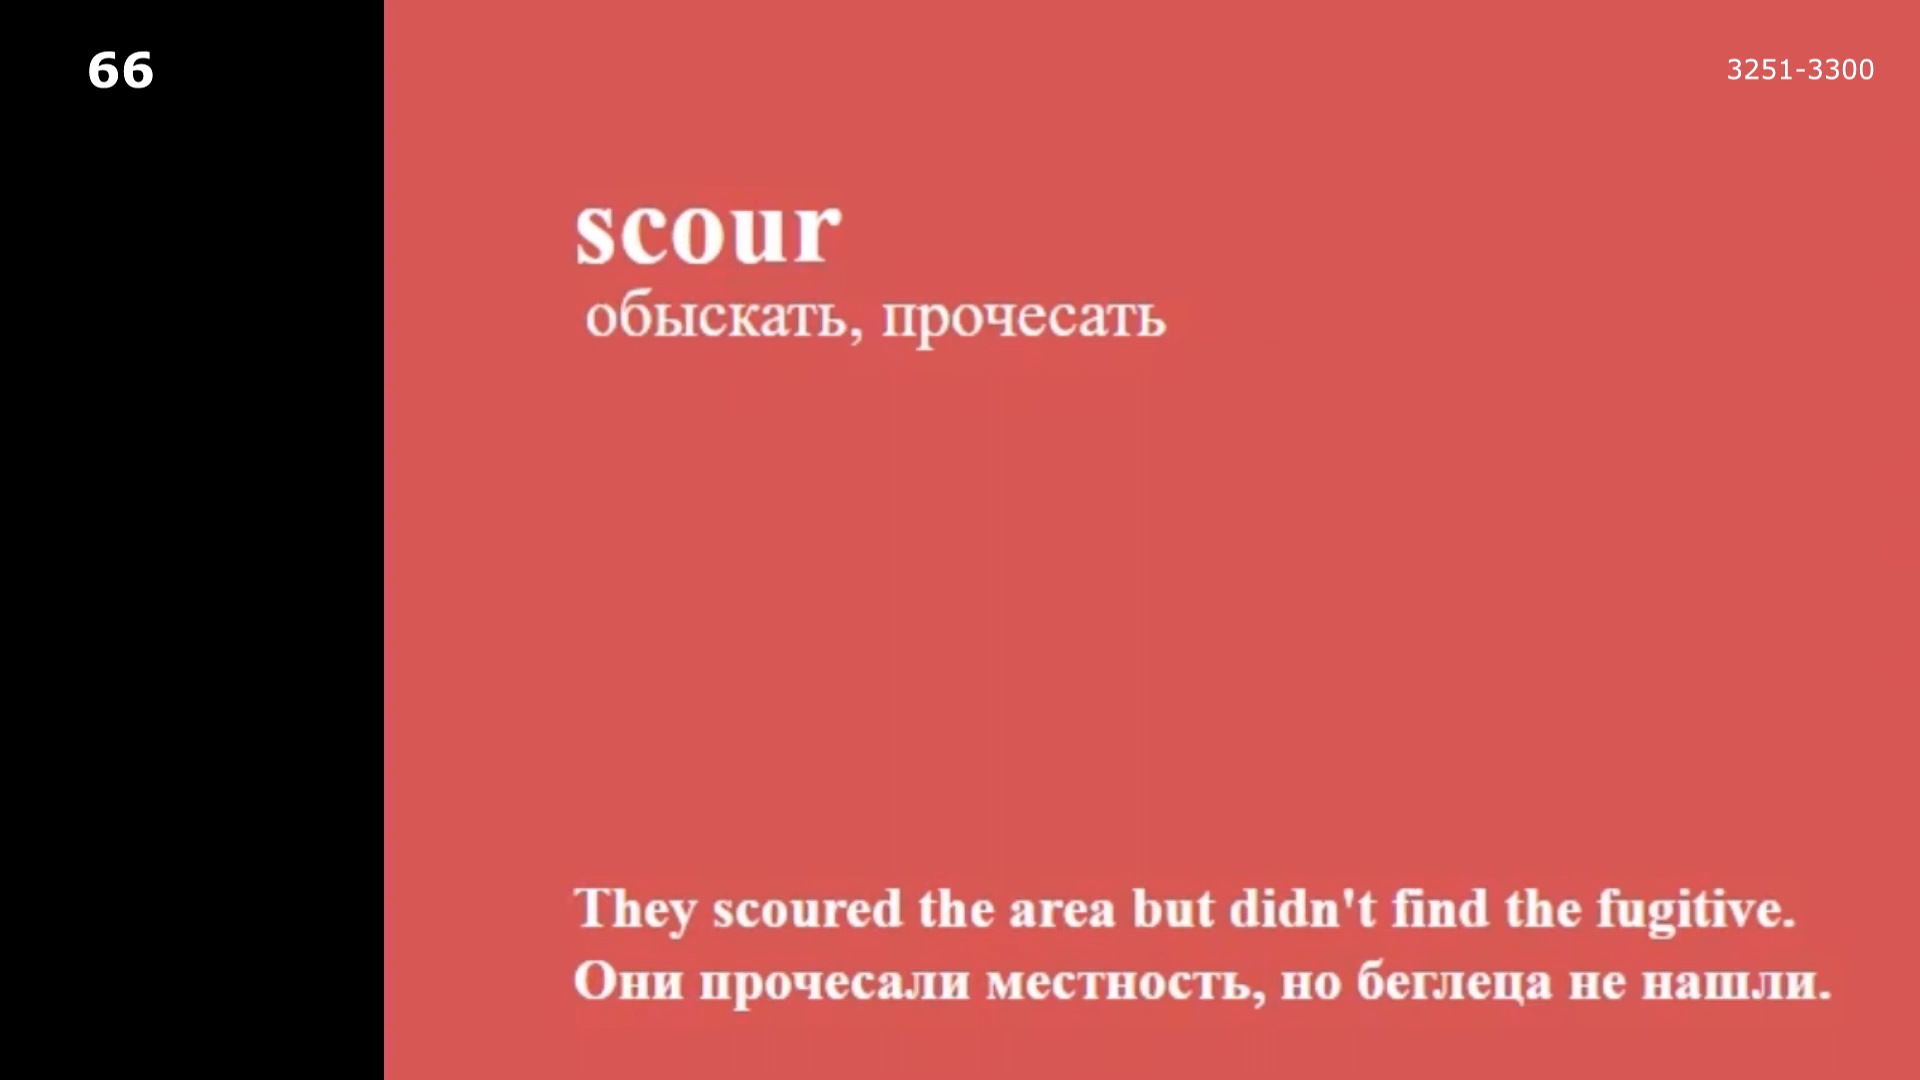 66
3251-3300
scour
обыскать, прочесать
They scoured the area but didn't find the fugitive.
Они прочесали местность, но беглеца не нашли.